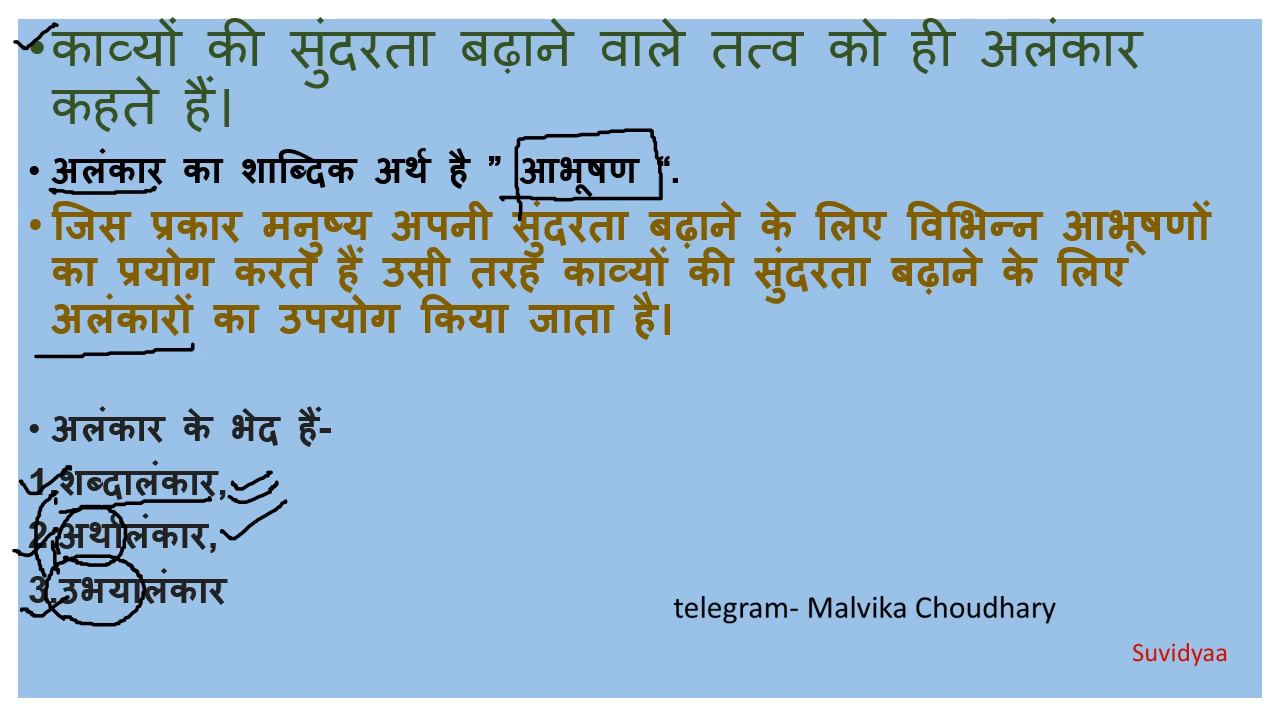 •काव्यों की सुंदरता बढ़ाने वाले तत्व को ही अलंकार
कहते हैं।
• अलंकार का शाब्दिक अर्थ है ” आभूषण “.
• जिस प्रकार मनुष्य अपनी सुंदरता बढ़ाने के लिए विभिन्न आभूषणों
का प्रयोग करते हैं उसी तरह काव्यों की सुंदरता बढ़ाने के लिए
अलंकारों का उपयोग किया जाता है।
• अलंकार के भेद हैं-
1.शब्दालंकार,
2.अर्थालंकार,
3.उभयालंकार
telegram- Malvika Choudhary
Suvidyaa